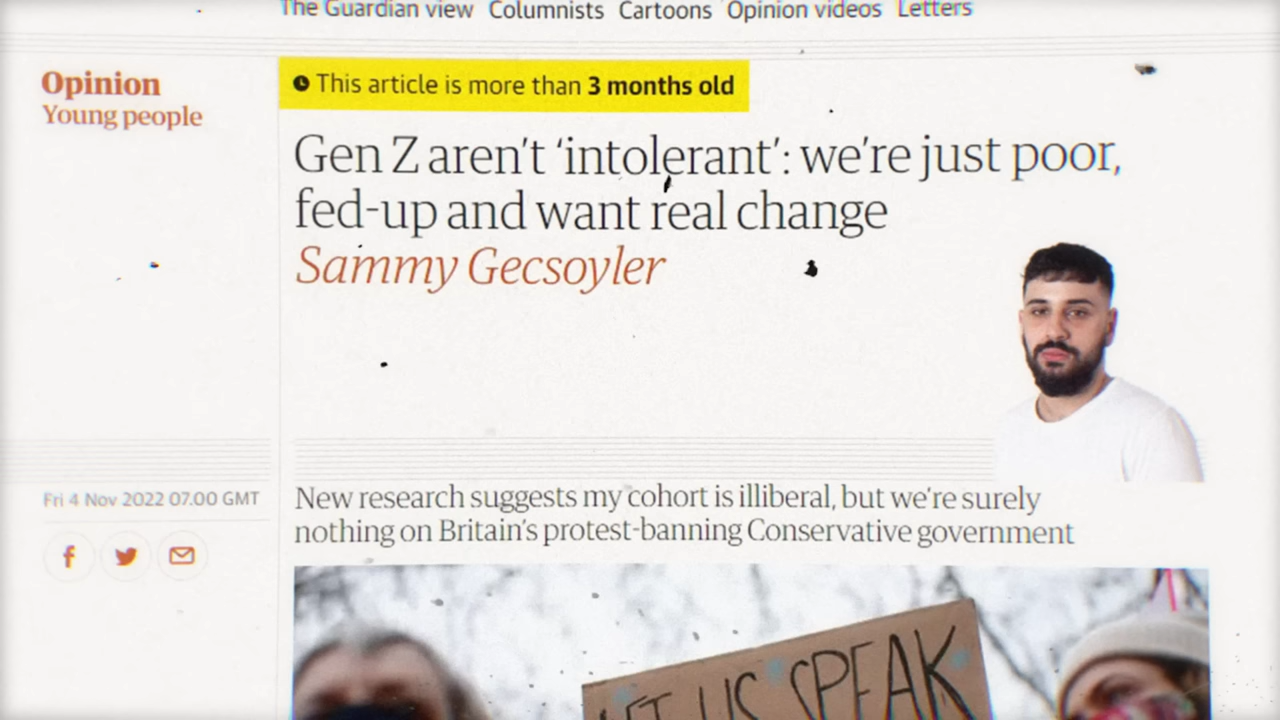 The Guardian view Columnists Cartoons Opinion videos Letters
Opinion
Young people
This article is more than 3 months old
Gen Z aren't 'intolerant': we're just poor,
fed-up and want real change
Sammy Gecsoyler
Fri 4 Nov 2022 07.00 GMT
New research suggests my cohort is illiberal, but we're surely
nothing on Britain's protest-banning Conservative government
US SPEAK